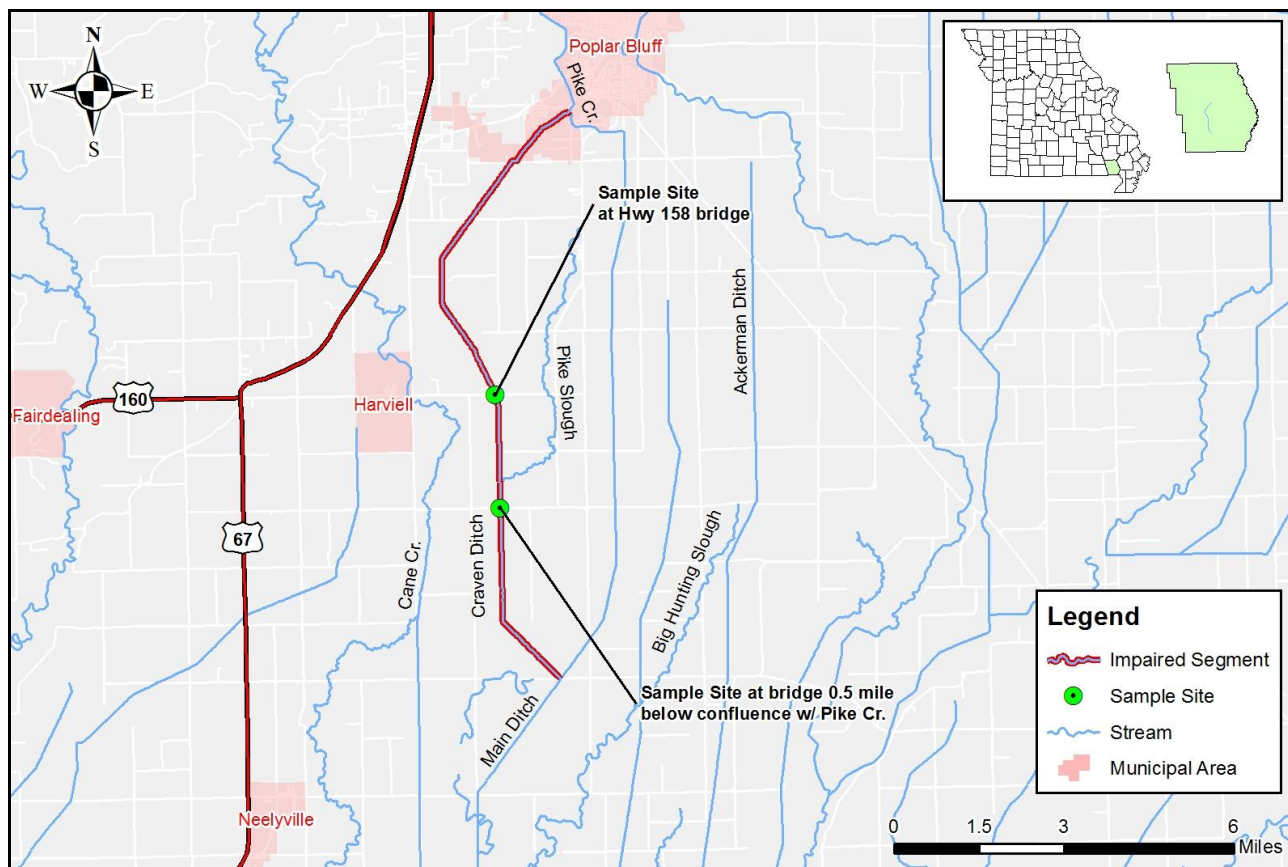 N
W
E
S
Poplar Bluff
Pike Cr.
Sample Site
at Hwy 158 bridge
Pike Slough
Ackerman Ditch
Fairdealing
160
Harviell
67
Cane Cr.
Craven Ditch
Big Hunting Slough
Main Ditch
Sample Site at bridge 0.5 mile
below confluence w/ Pike Cr.
Neelyville
Legend
Impaired Segment
Sample Site
Stream
Municipal Area
0 1.5 3 6
Miles